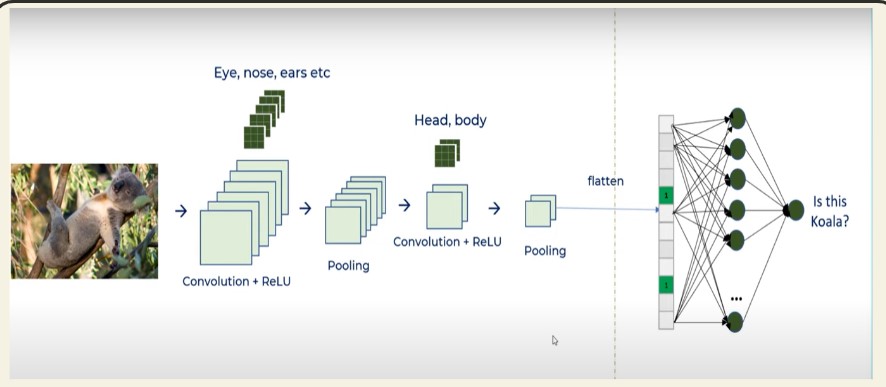 Eye, nose, ears etc
Head, body
flatten
1
Is this
Koala?
Convolution + ReLU
Pooling
Convolution + ReLU
Pooling
1
...